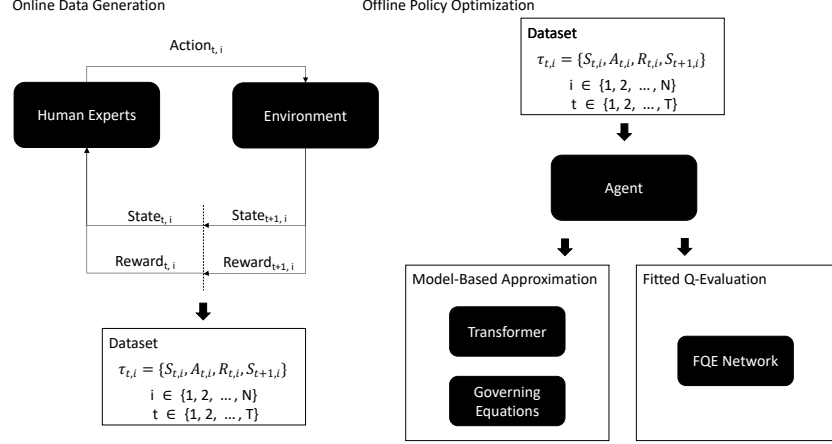 Online Data Generation
Action_{t, i}
Human Experts
Environment
State_{t, i}
State_{t+1, i}
Reward_{t, i}
Reward_{t+1, i}
Dataset
τ_{t,i} = {S_{t,i}, A_{t,i}, R_{t,i}, S_{t+1,i}}
i ∈ {1, 2, ..., N}
t ∈ {1, 2, ..., T}
Offline Policy Optimization
Dataset
τ_{t,i} = {S_{t,i}, A_{t,i}, R_{t,i}, S_{t+1,i}}
i ∈ {1, 2, ..., N}
t ∈ {1, 2, ..., T}
Agent
Model-Based Approximation
Transformer
Governing
Equations
Fitted Q-Evaluation
FQE Network